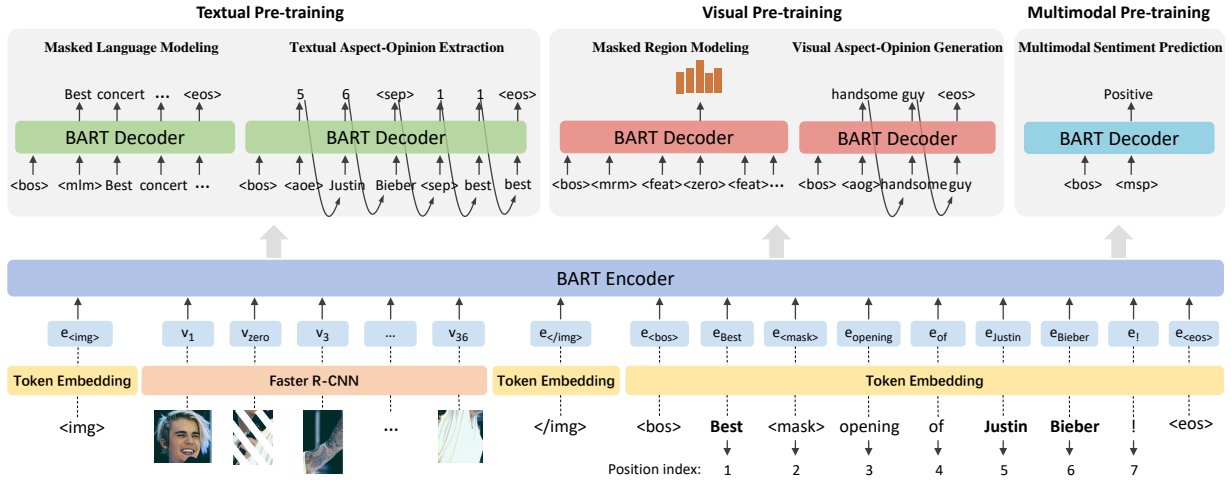 Textual Pre-training Visual Pre-training Multimodal Pre-training
Masked Language Modeling Textual Aspect-Opinion Extraction Masked Region Modeling Visual Aspect-Opinion Generation Multimodal Sentiment Prediction
Best concert ... <eos> 5 6 <sep> 1 1 <eos> handsome guy <eos> Positive
BART Decoder BART Decoder BART Decoder BART Decoder BART Decoder
<bos> <mlm> Best concert ... <bos> <aoe> Justin Bieber <sep> best best <bos> <mrm> <feat> <zero> <feat> ... <bos> <aog> handsome guy <bos> <msp>
BART Encoder
e<img> v1 vzero v3 ... v36 e</img> e<bos> eBest e<mask> eopening eof eJustin eBieber e! e<eos>
Token Embedding Faster R-CNN Token Embedding Token Embedding
<img> ... </img> <bos> Best <mask> opening of Justin Bieber ! <eos>
Position index: 1 2 3 4 5 6 7